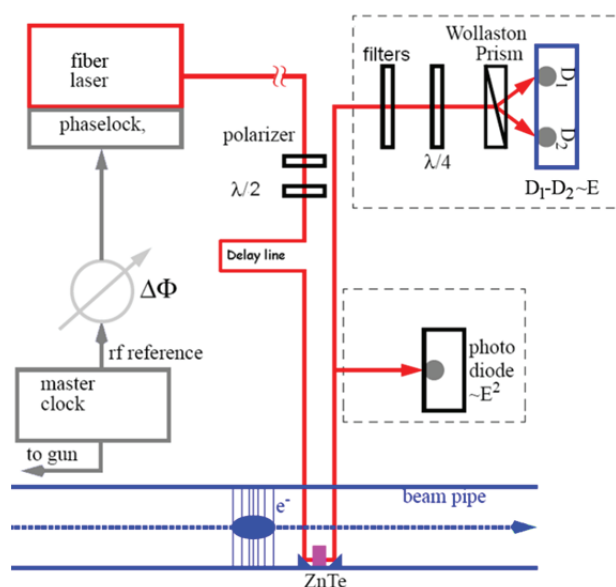 fiber
laser
phaselock,
ΔΦ
rf reference
master
clock
to gun
polarizer
λ/2
Delay line
filters
λ/4
Wollaston
Prism
D1
D2
D1-D2~E
photo
diode
~E²
e-
beam pipe
ZnTe